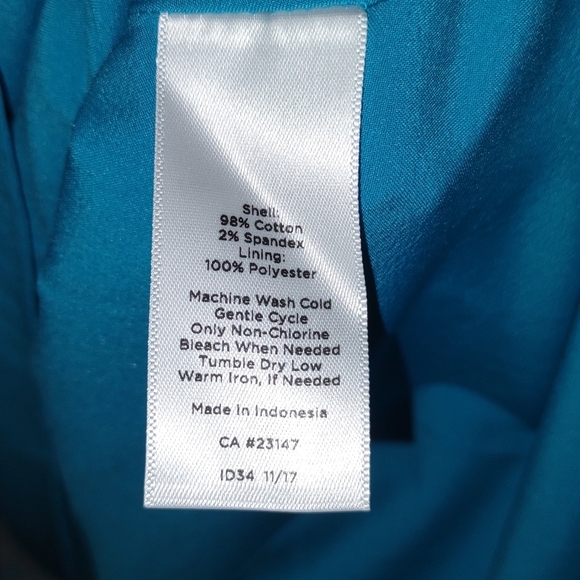 Shell:
98% Cotton
2% Spandex
Lining:
100% Polyester
Machine Wash Cold
Gentle Cycle
Only Non-Chlorine
Bleach When Needed
Tumble Dry Low
Warm Iron, If Needed
Made in Indonesia
CA #23147
ID34 11/17